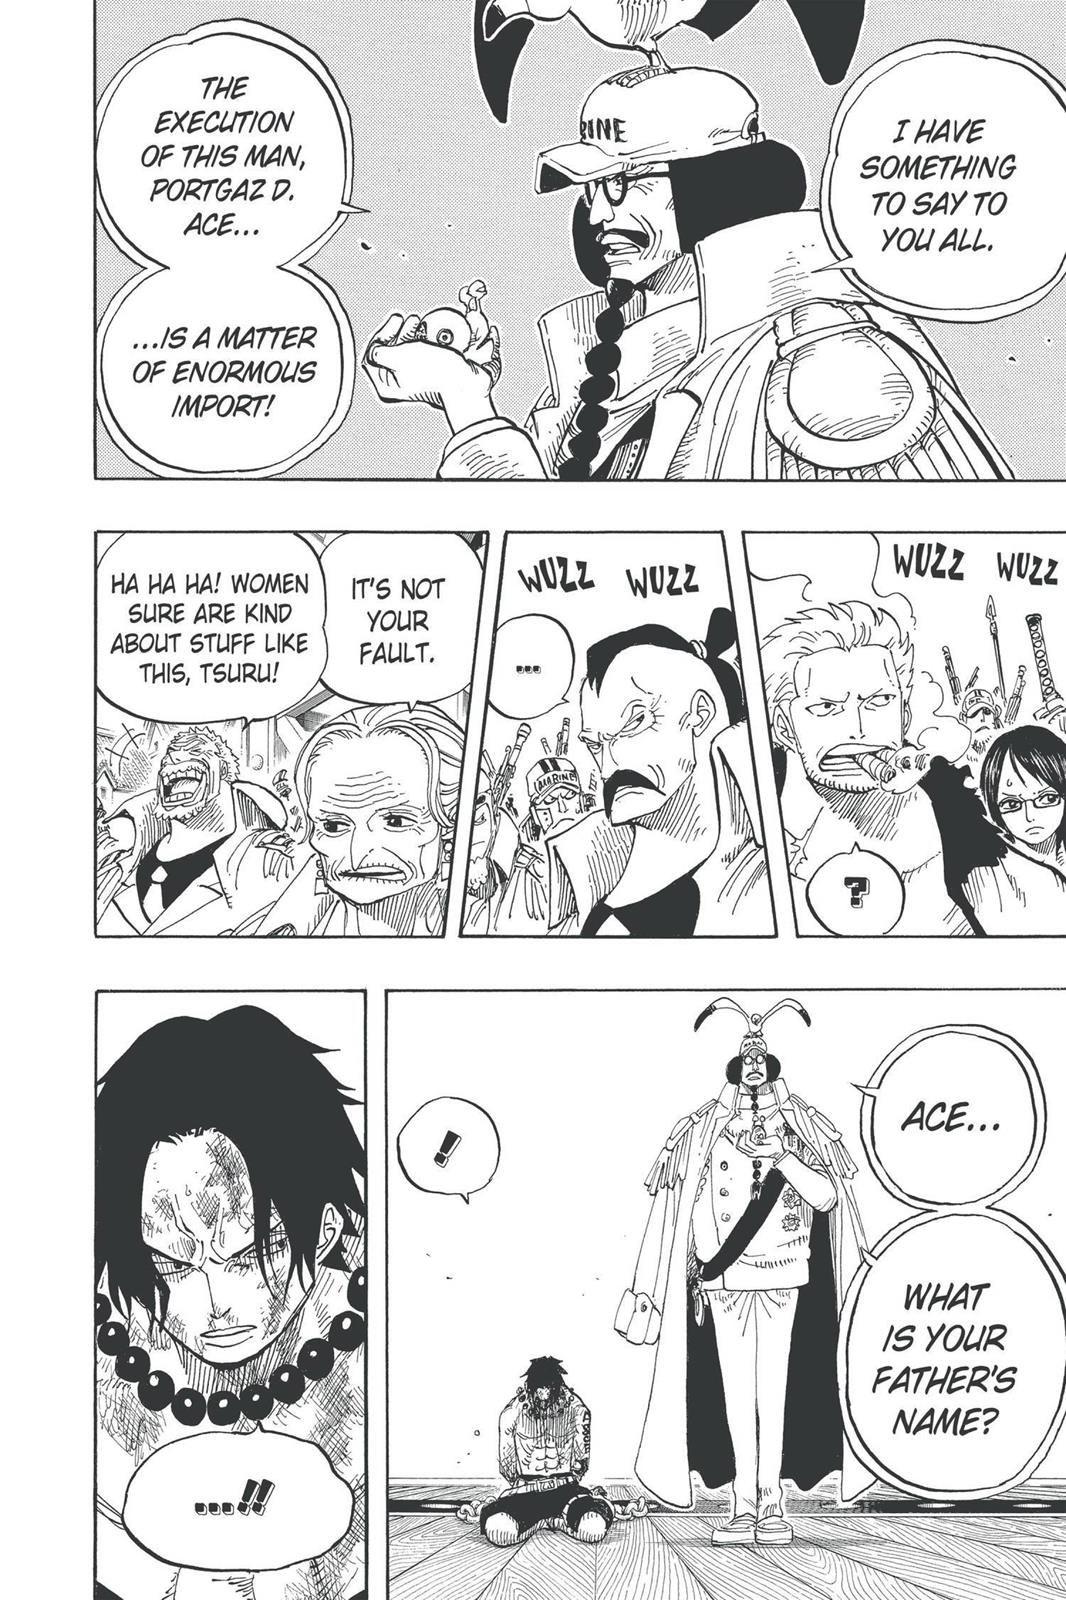 I HAVE
SOMETHING
TO SAY TO
YOU ALL.
THE
EXECUTION
OF THIS MAN,
PORTGAZ D.
ACE...
...IS A MATTER
OF ENORMOUS
IMPORT!
ARINE
WUZZ
WUZZ
?
WUZZ
WUZZ
...
MARINE
IT'S NOT
YOUR
FAULT.
HA HA HA! WOMEN
SURE ARE KIND
ABOUT STUFF LIKE
THIS, TSURU!
ACE...
WHAT
IS YOUR
FATHER'S
NAME?
!
...!!